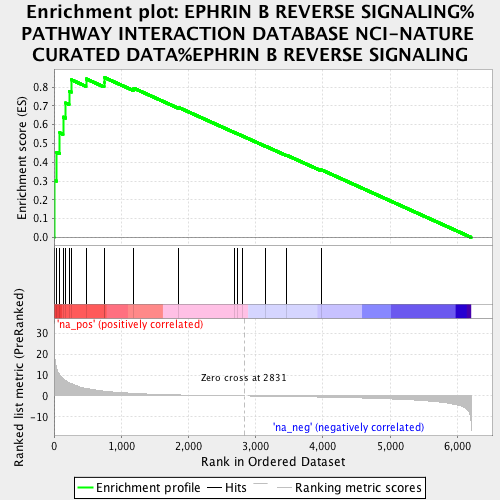 Enrichment plot: EPHRIN B REVERSE SIGNALING%
PATHWAY INTERACTION DATABASE NCI-NATURE
CURATED DATA%EPHRIN B REVERSE SIGNALING
Enrichment score (ES)
0.8
0.7
0.6
0.5
0.4
0.3
0.2
0.1
0.0
'na_pos' (positively correlated)
Ranked list metric (PreRanked)
30
20
10
0
-10
Zero cross at 2831
'na_neg' (negatively correlated)
0 1,000 2,000 3,000 4,000 5,000 6,000
Rank in Ordered Dataset
Enrichment profile Hits Ranking metric scores